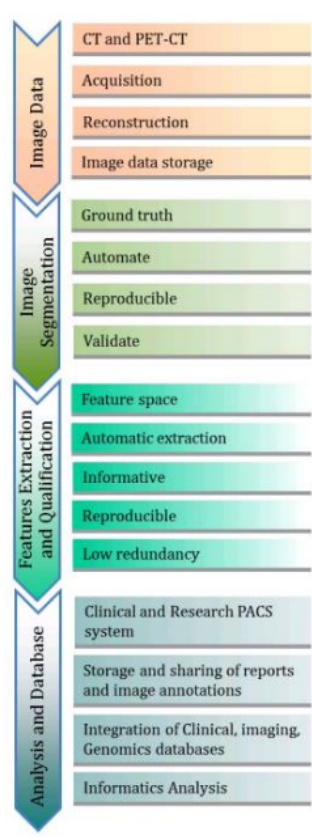 Image Data
CT and PET-CT
Acquisition
Reconstruction
Image data storage
Image
Segmentation
Ground truth
Automate
Reproducible
Validate
Features Extraction
and Qualification
Feature space
Automatic extraction
Informative
Reproducible
Low redundancy
Analysis and Database
Clinical and Research PACS
system
Storage and sharing of reports
and image annotations
Integration of Clinical, imaging,
Genomics databases
Informatics Analysis